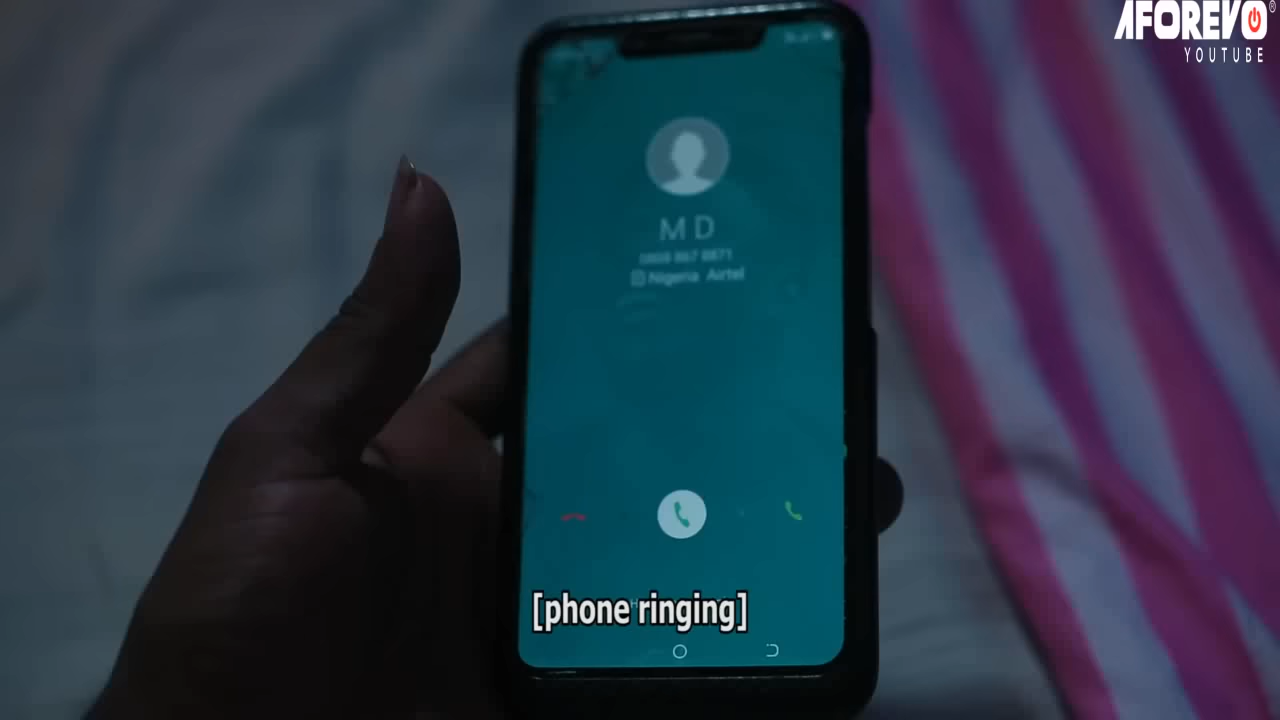 AFOREVO®
YOUTUBE
M D
Nigeria Airtel
[phone ringing]